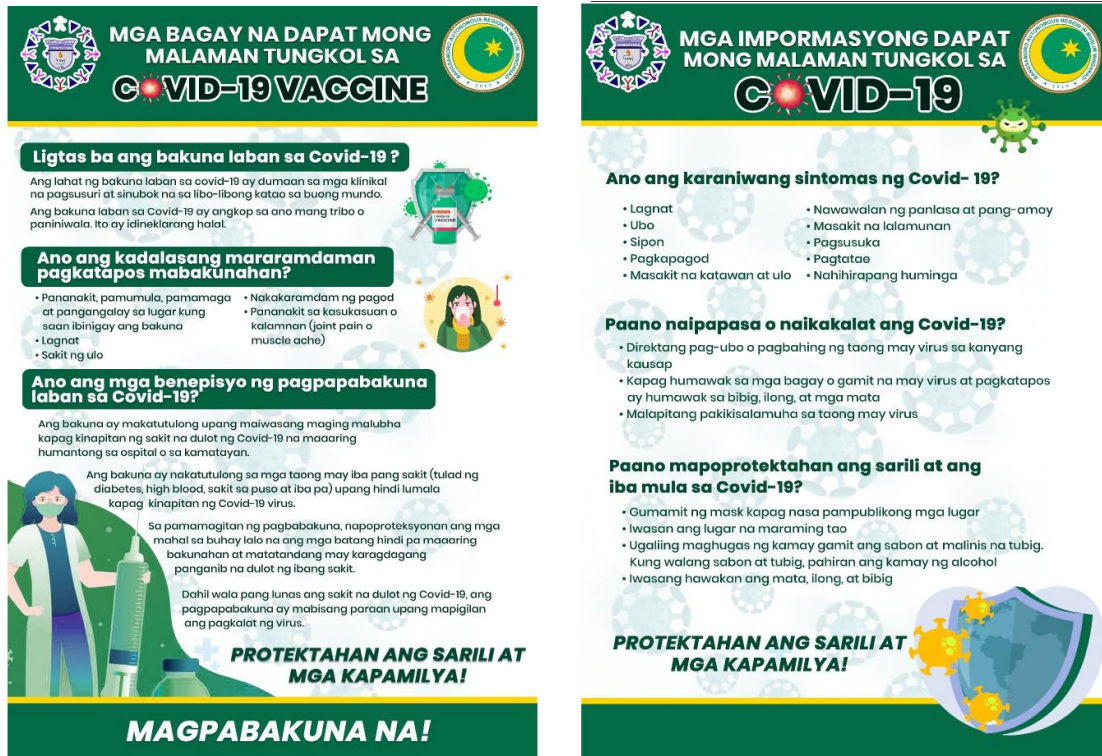 MGA BAGAY NA DAPAT MONG
MALAMAN TUNGKOL SA
COVID-19 VACCINE
Ligtas ba ang bakuna laban sa Covid-19 ?
Ang lahat ng bakuna laban sa covid-19 ay dumaan sa mga klinikal
na pagsusuri at sinubok na sa libo-libong katao sa buong mundo.
Ang bakuna laban sa Covid-19 ay angkop sa ano mang tribo o
paniniwala. Ito ay idineklarang halal.
VACCINE
Ano ang kadalasang mararamdaman
pagkatapos mabakunahan?
• Pananakit, pamumula, pamamaga
at pangangalay sa lugar kung
saan ibinigay ang bakuna
• Lagnat
• Sakit ng ulo
• Nakakaramdam ng pagod
• Pananakit sa kasukasuan o
kalamnan (joint pain o
muscle ache)
Ano ang mga benepisyo ng pagpapabakuna
laban sa Covid-19?
Ang bakuna ay makatutulong upang maiwasang maging malubha
kapag kinapitan ng sakit na dulot ng Covid-19 na maaaring
humantong sa ospital o sa kamatayan.
Ang bakuna ay nakatutulong sa mga taong may iba pang sakit (tulad ng
diabetes, high blood, sakit sa puso at iba pa) upang hindi lumala
kapag kinapitan ng Covid-19 virus.
Sa pamamagitan ng pagbabakuna, napoproteksyonan ang mga
mahal sa buhay lalo na ang mga batang hindi pa maaaring
bakunahan at matatandang may karagdagang
panganib na dulot ng ibang sakit.
Dahil wala pang lunas ang sakit na dulot ng Covid-19, ang
pagpapabakuna ay mabisang paraan upang mapigilan
ang pagkalat ng virus.
PROTEKTAHAN ANG SARILI AT
MGA KAPAMILYA!
MAGPABAKUNA NA!
MGA IMPORMASYONG DAPAT
MONG MALAMAN TUNGKOL SA
COVID-19
Ano ang karaniwang sintomas ng Covid- 19?
• Lagnat
• Ubo
• Sipon
• Pagkapagod
• Masakit na katawan at ulo
• Nawawalan ng panlasa at pang-amoy
• Masakit na lalamunan
• Pagsusuka
• Pagtatae
• Nahihirapang huminga
Paano naipapasa o naikakalat ang Covid-19?
• Direktang pag-ubo o pagbahing ng taong may virus sa kanyang
kausap
• Kapag humawak sa mga bagay o gamit na may virus at pagkatapos
ay humawak sa bibig, ilong, at mga mata
• Malapitang pakikisalamuha sa taong may virus
Paano mapoprotektahan ang sarili at ang
iba mula sa Covid-19?
• Gumamit ng mask kapag nasa pampublikong mga lugar
• Iwasan ang lugar na maraming tao
• Ugaliing maghugas ng kamay gamit ang sabon at malinis na tubig.
Kung walang sabon at tubig, pahiran ang kamay ng alcohol
• Iwasang hawakan ang mata, ilong, at bibig
PROTEKTAHAN ANG SARILI AT
MGA KAPAMILYA!